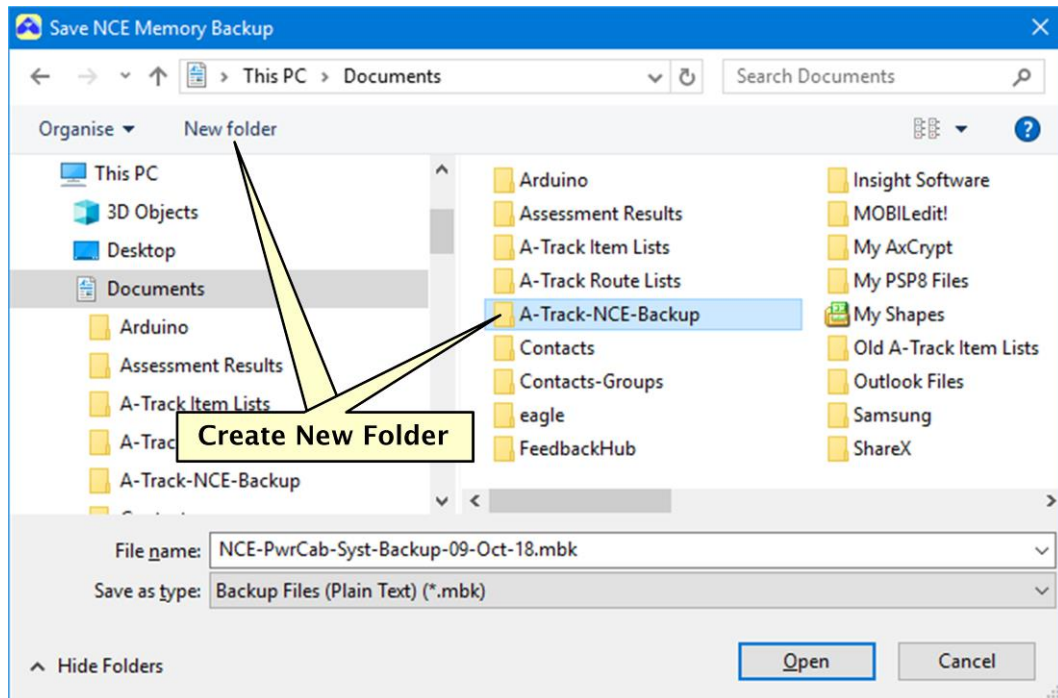 Save NCE Memory Backup
This PC > Documents
Search Documents
Organise
New folder
?
This PC
3D Objects
Desktop
Documents
Arduino
Assessment Results
A-Track Item Lists
A-Trac
A-Track-NCE-Backup
Arduino
Assessment Results
A-Track Item Lists
A-Track Route Lists
A-Track-NCE-Backup
Contacts
Contacts-Groups
eagle
FeedbackHub
Insight Software
MOBILedit!
My AxCrypt
My PSP8 Files
My Shapes
Old A-Track Item Lists
Outlook Files
Samsung
ShareX
Create New Folder
File name: NCE-PwrCab-Syst-Backup-09-Oct-18.mbk
Save as type: Backup Files (Plain Text) (*.mbk)
Hide Folders
Open
Cancel